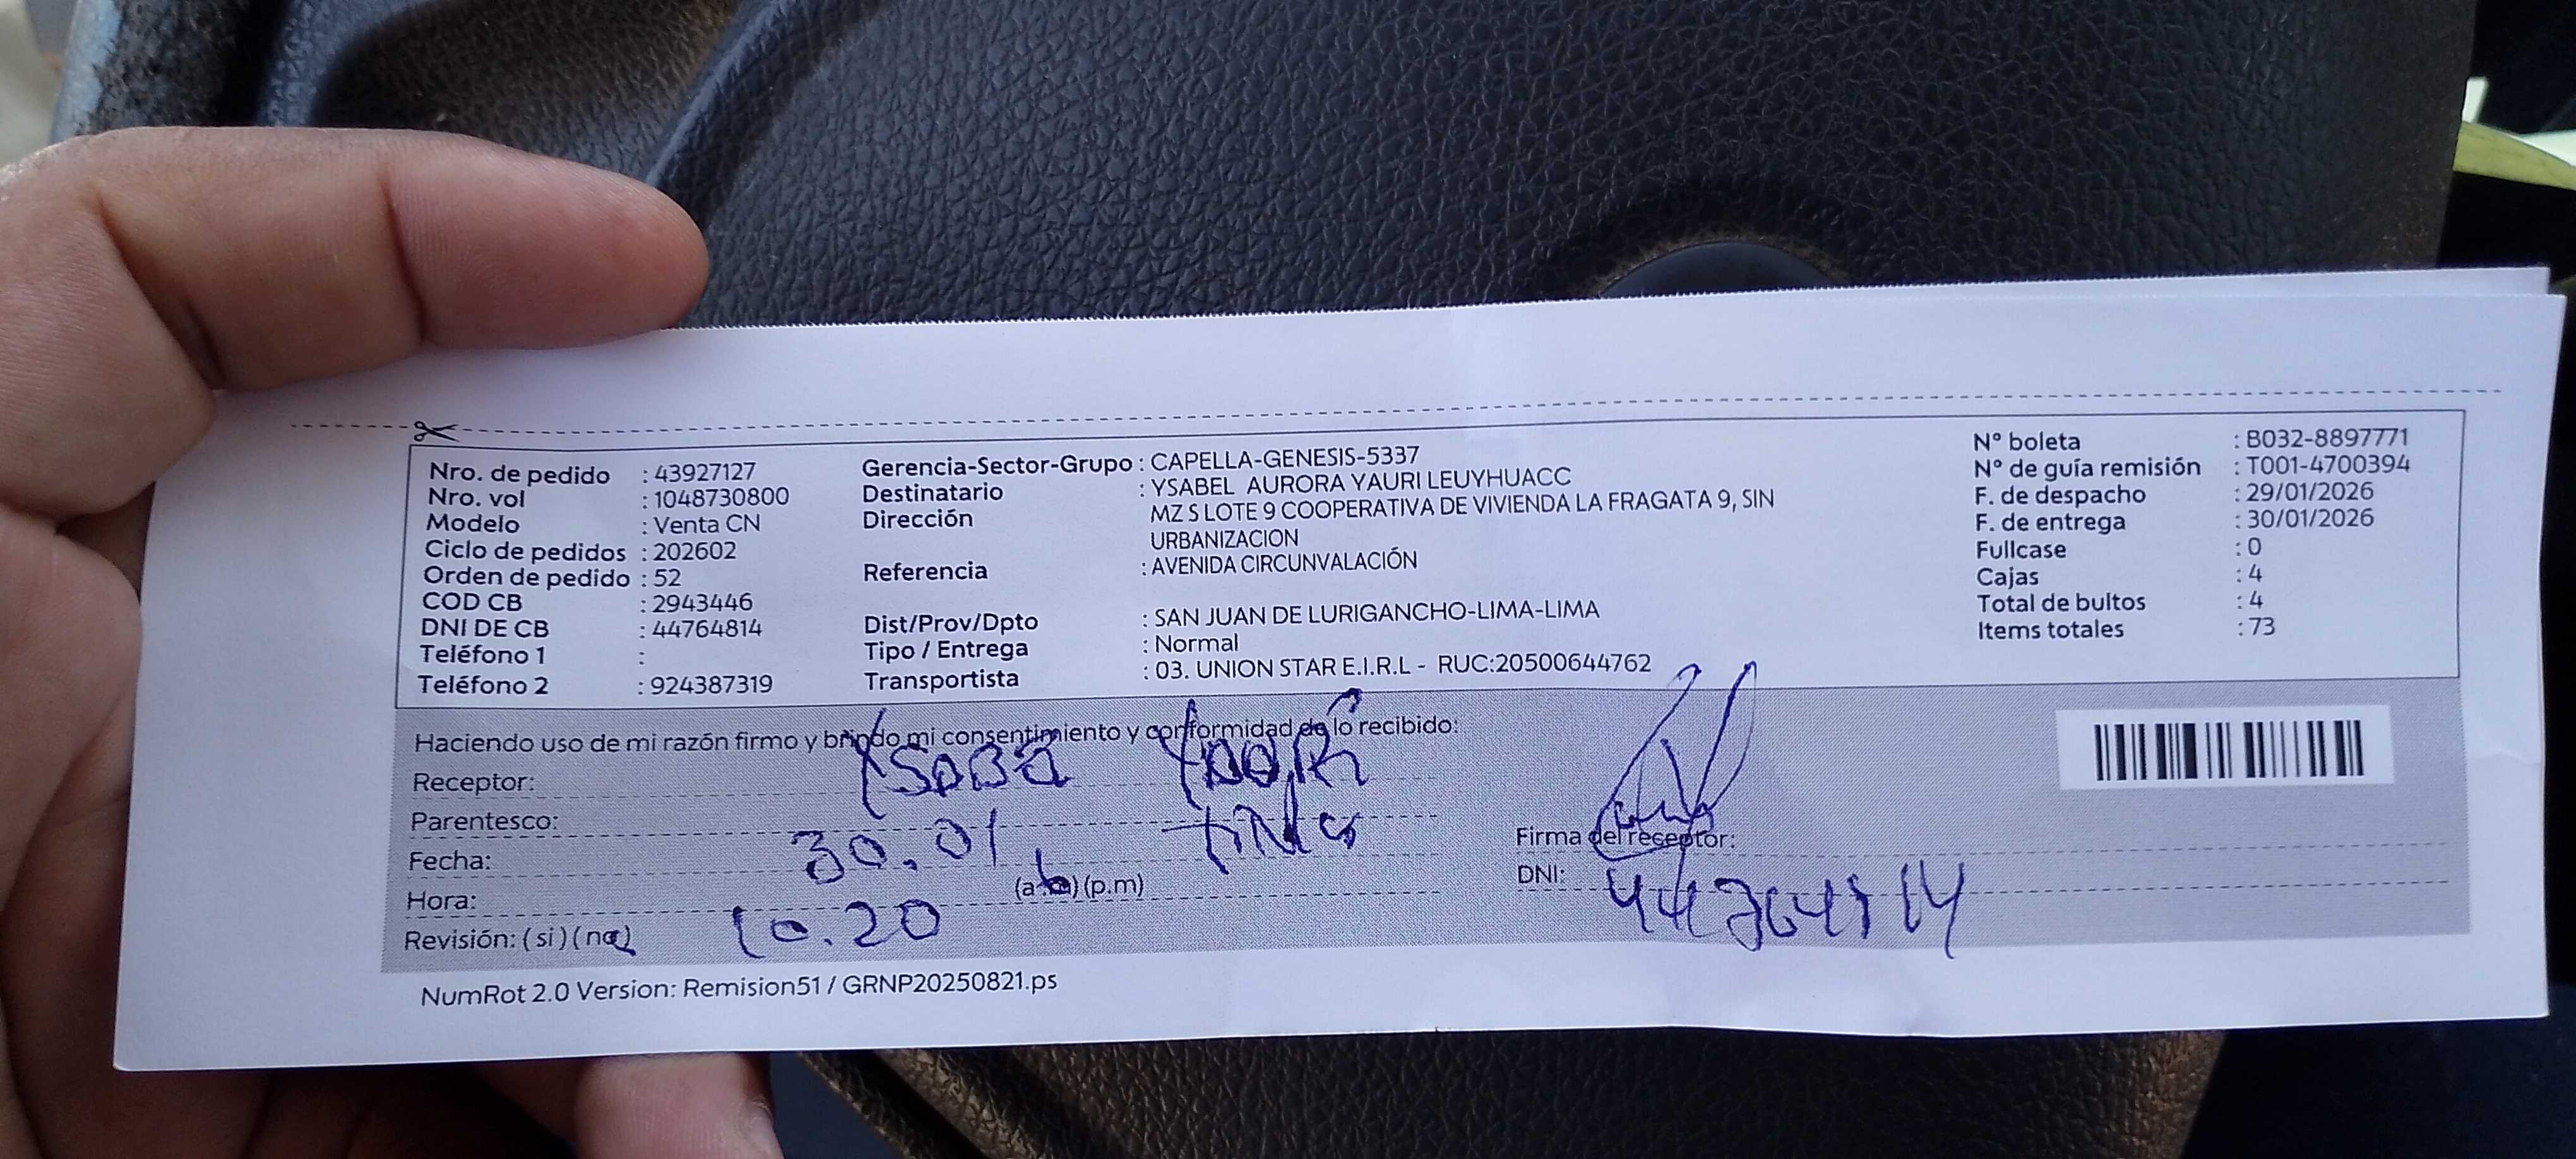 Nro. de pedido : 43927127
Nro. vol : 1048730800
Modelo : Venta CN
Ciclo de pedidos : 202602
Orden de pedido : 52
COD CB : 2943446
DNI DE CB : 44764814
Teléfono 1 :
Teléfono 2 : 924387319
Gerencia-Sector-Grupo : CAPELLA-GENESIS-5337
Destinatario : YSABEL AURORA YAURI LEUYHUACC
Dirección MZ S LOTE 9 COOPERATIVA DE VIVIENDA LA FRAGATA 9, SIN
URBANIZACION
Referencia : AVENIDA CIRCUNVALACIÓN
Dist/Prov/Dpto : SAN JUAN DE LURIGANCHO-LIMA-LIMA
Tipo / Entrega : Normal
Transportista : 03. UNION STAR E.I.R.L - RUC:20500644762
N° boleta : B032-8897771
N° de guía remisión : T001-4700394
F. de despacho : 29/01/2026
F. de entrega : 30/01/2026
Fullcase : 0
Cajas : 4
Total de bultos : 4
Items totales : 73
Haciendo uso de mi razón firmo y brindo mi consentimiento y conformidad de lo recibido:
Receptor:
Parentesco:
Fecha: 30.01
Hora: 10.20 (p.m)
Revisión: (si) (no)
Firma del receptor:
DNI: 44764814
NumRot 2.0 Version: Remision51 / GRNP20250821.ps